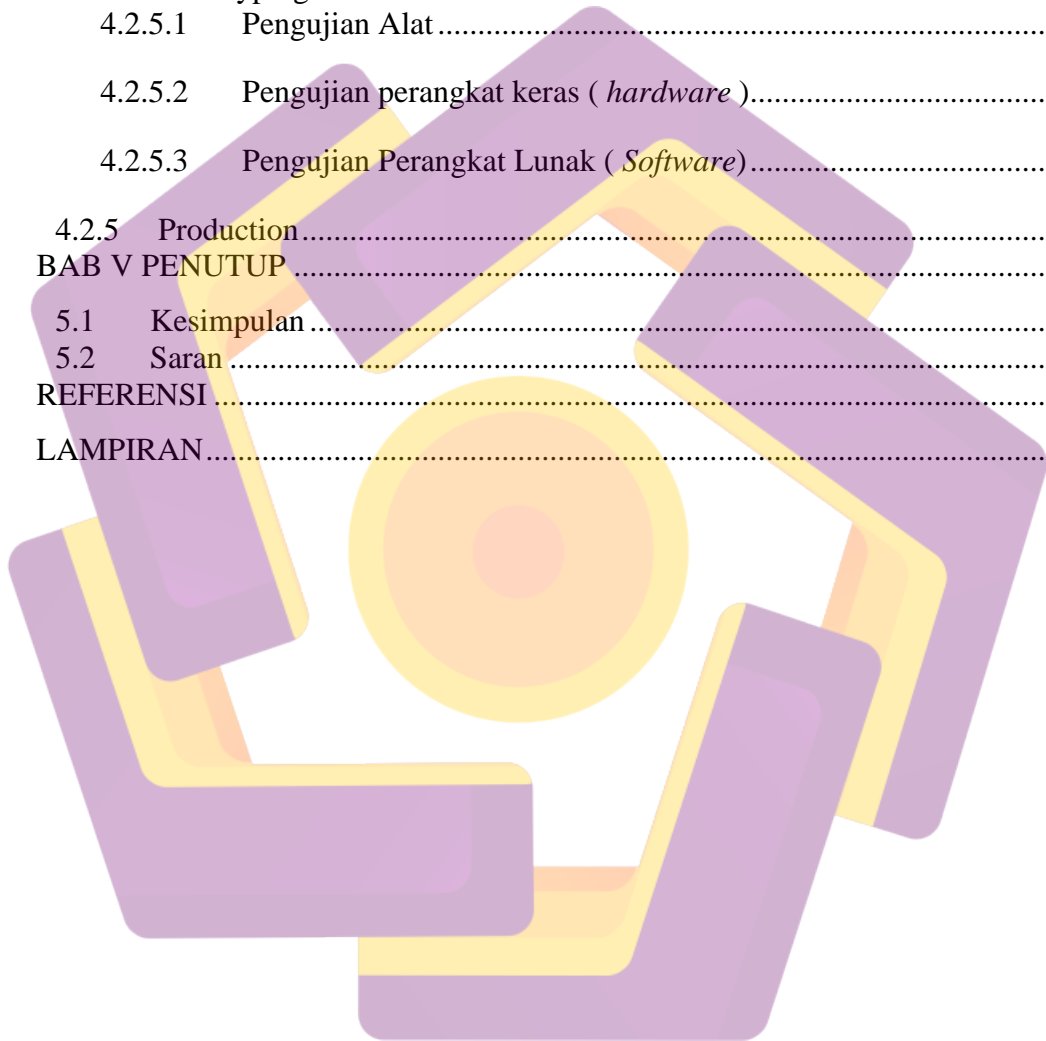 4.2.5.1 Pengujian Alat ........................................................................
4.2.5.2 Pengujian perangkat keras ( hardware )....................................
4.2.5.3 Pengujian Perangkat Lunak ( Software)....................................
4.2.5 Production..........................................................................................
BAB V PENUTUP ...........................................................................................
5.1 Kesimpulan ..........................................................................................
5.2 Saran ...................................................................................................
REFERENSI ....................................................................................................
LAMPIRAN.....................................................................................................